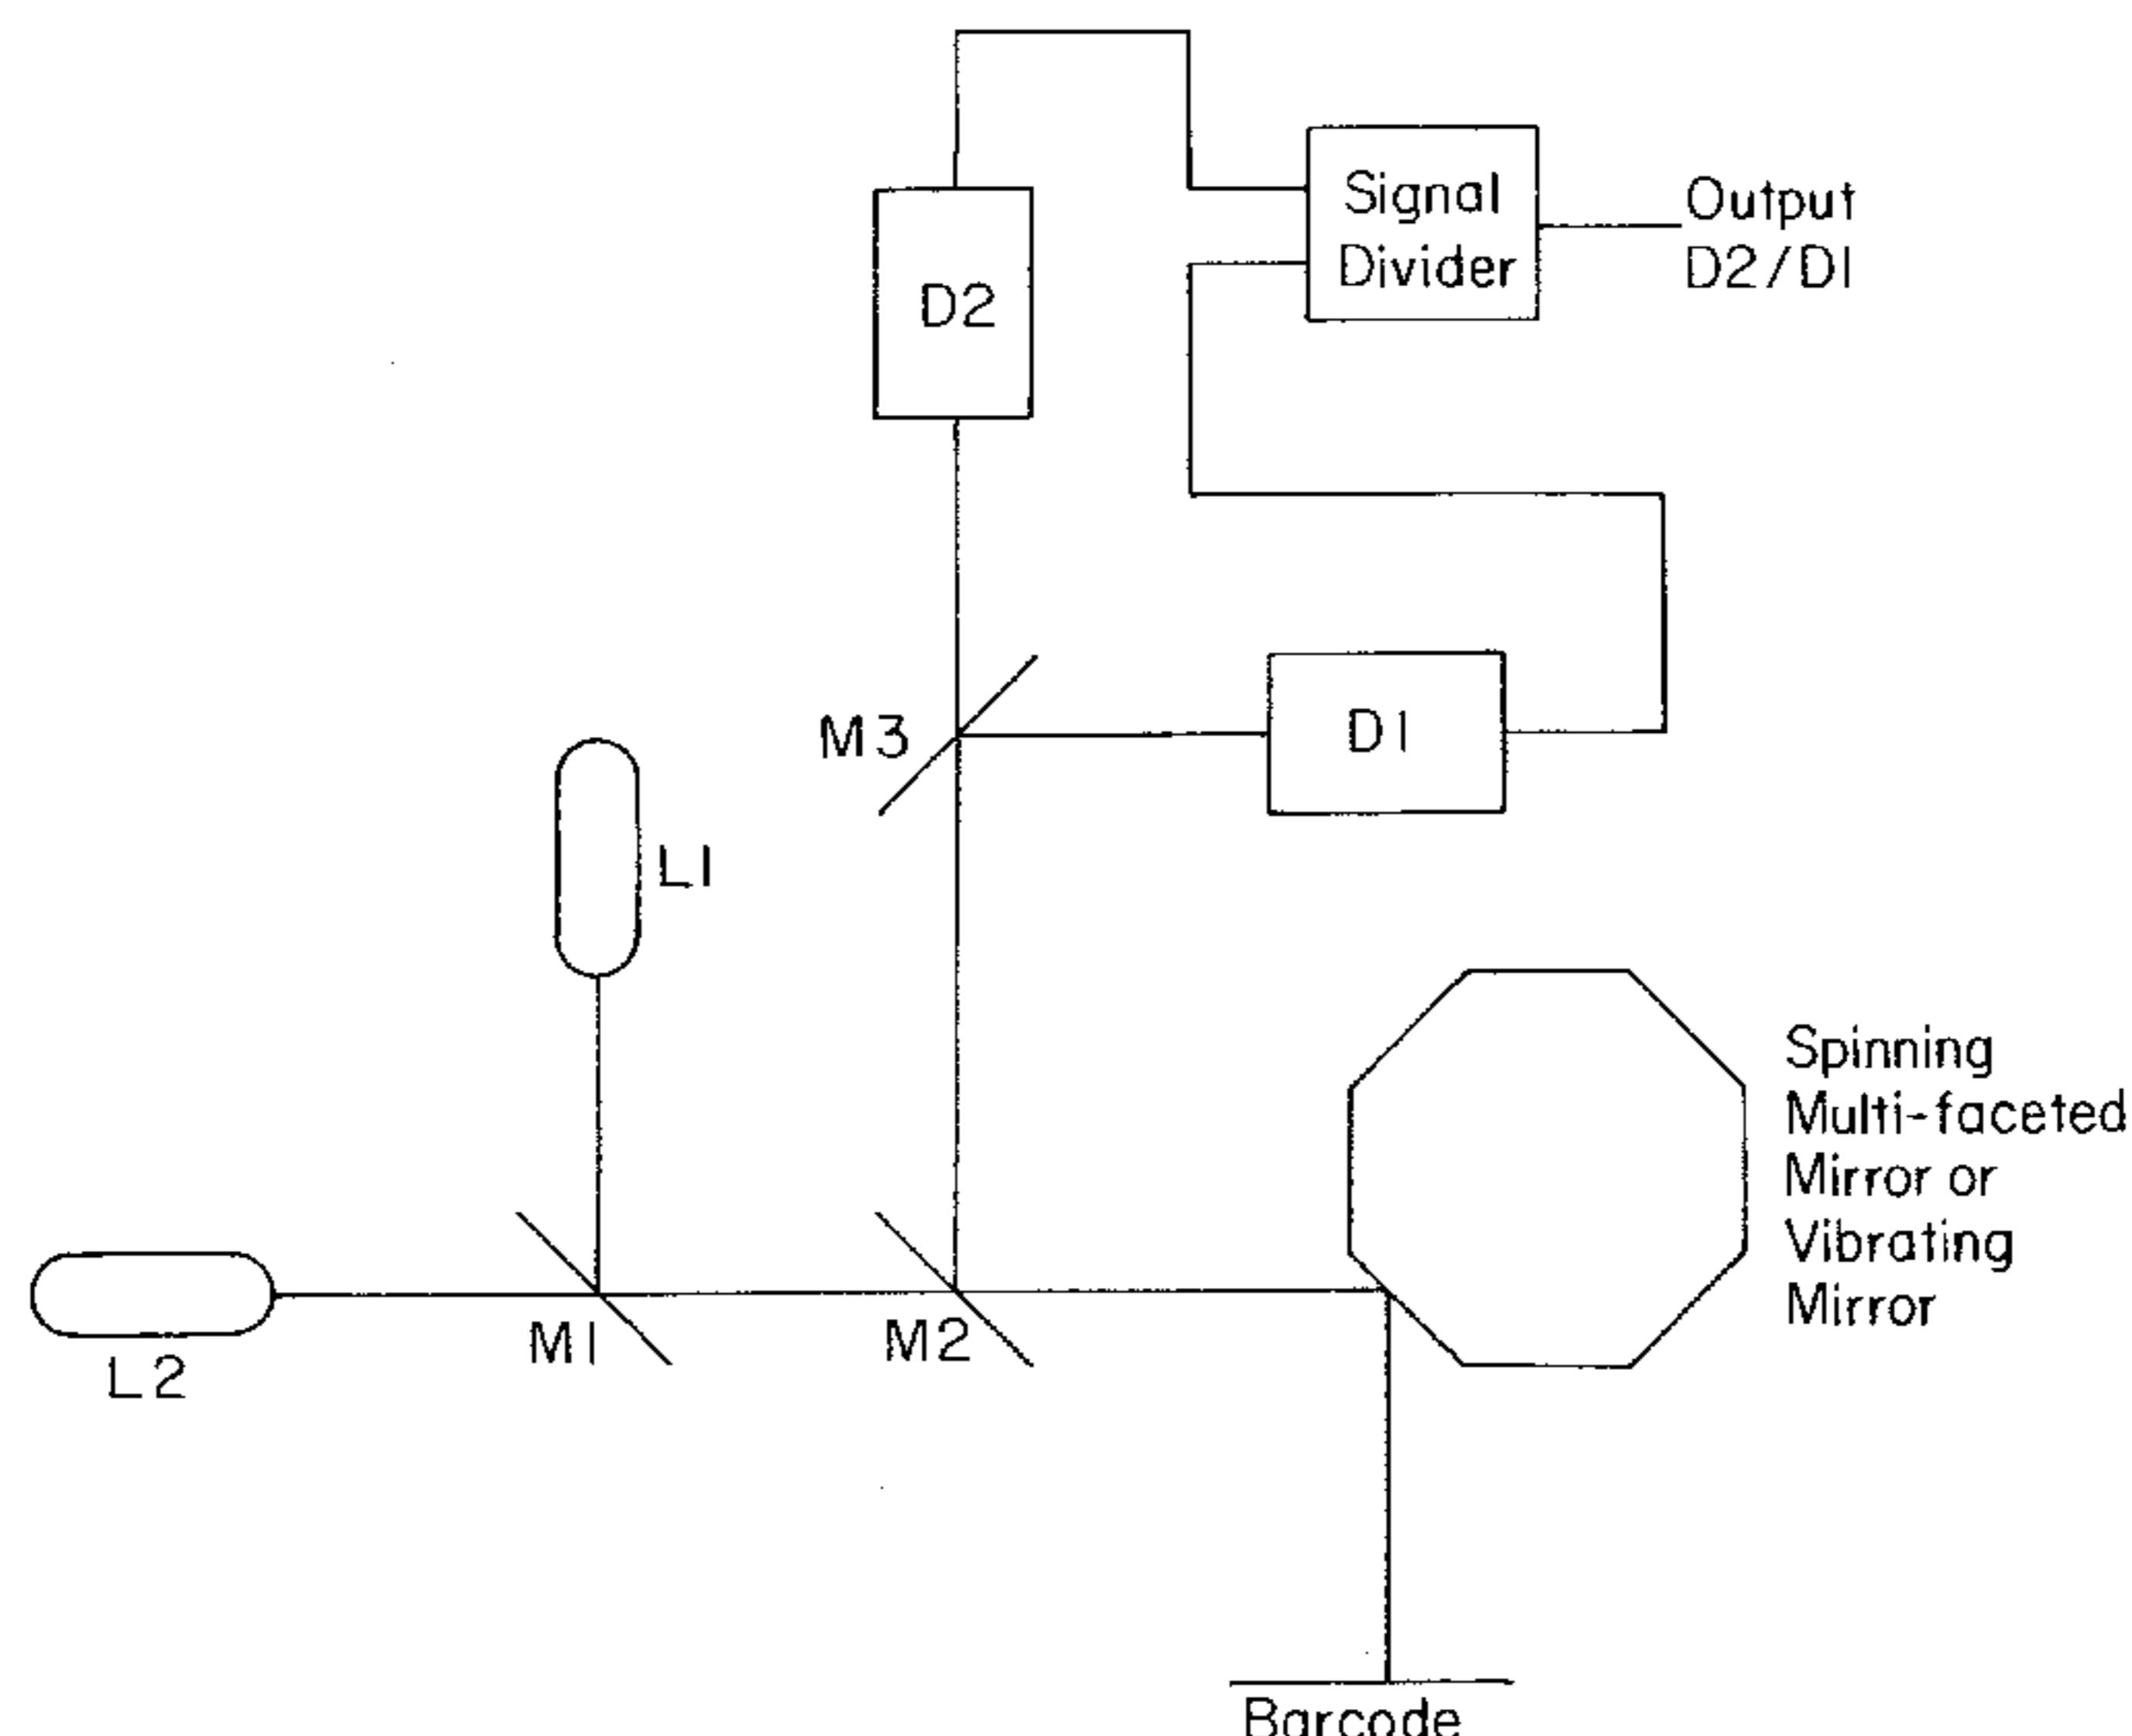 Signal
Divider
Output
D2/D1
D2
M3
D1
L1
Spinning
Multi-faceted
Mirror or
Vibrating
Mirror
M1
M2
L2
Barcode